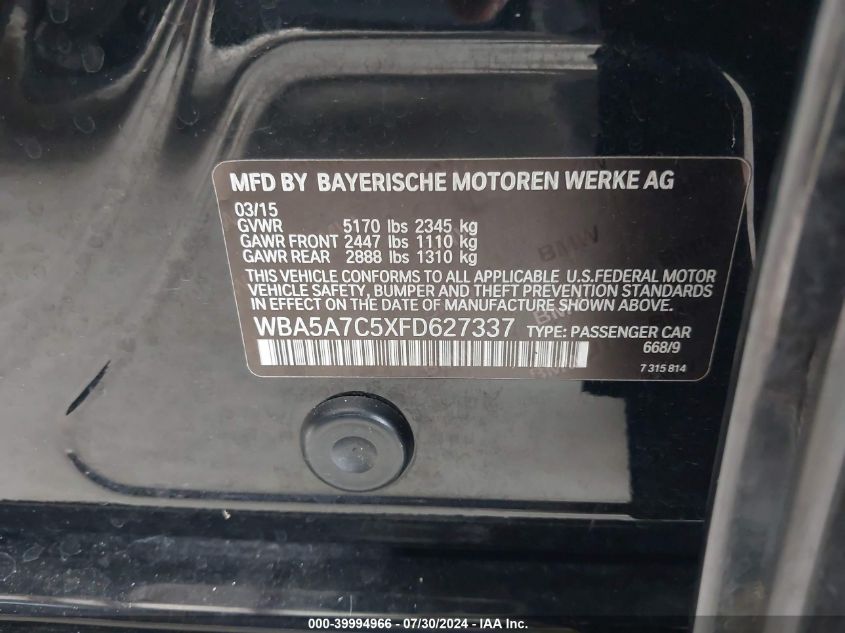 MFD BY BAYERISCHE MOTOREN WERKE AG
03/15
GVWR 5170 lbs 2345 kg
GAWR FRONT 2447 lbs 1110 kg
GAWR REAR 2888 lbs 1310 kg
THIS VEHICLE CONFORMS TO ALL APPLICABLE U.S.FEDERAL MOTOR
VEHICLE SAFETY, BUMPER AND THEFT PREVENTION STANDARDS
IN EFFECT ON THE DATE OF MANUFACTURE SHOWN ABOVE.
WBA5A7C5XFD627337 TYPE: PASSENGER CAR
668/9
7 315 814
BMW
BMW
BMW
000-39994966 / 07/30/2024 - IAA Inc.